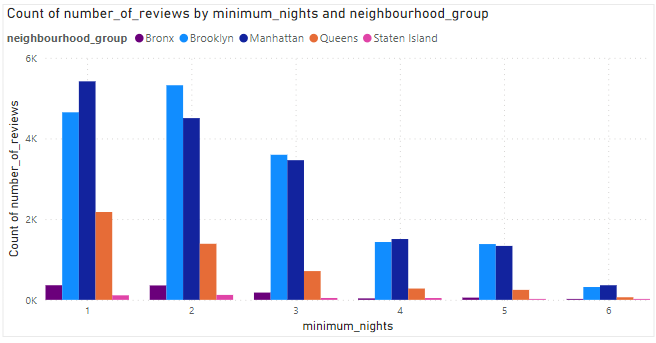 Count of number_of_reviews by minimum_nights and neighbourhood_group
neighbourhood_group Bronx Brooklyn Manhattan Queens Staten Island
6K
4K
2K
0K
Count of number_of_reviews
1 2 3 4 5 6
minimum_nights